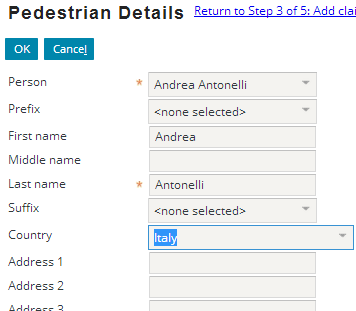 Pedestrian Details Return to Step 3 of 5: Add clai
OK Cancel
Person * Andrea Antonelli
Prefix <none selected>
First name Andrea
Middle name
Last name * Antonelli
Suffix <none selected>
Country Italy
Address 1
Address 2
Address 3